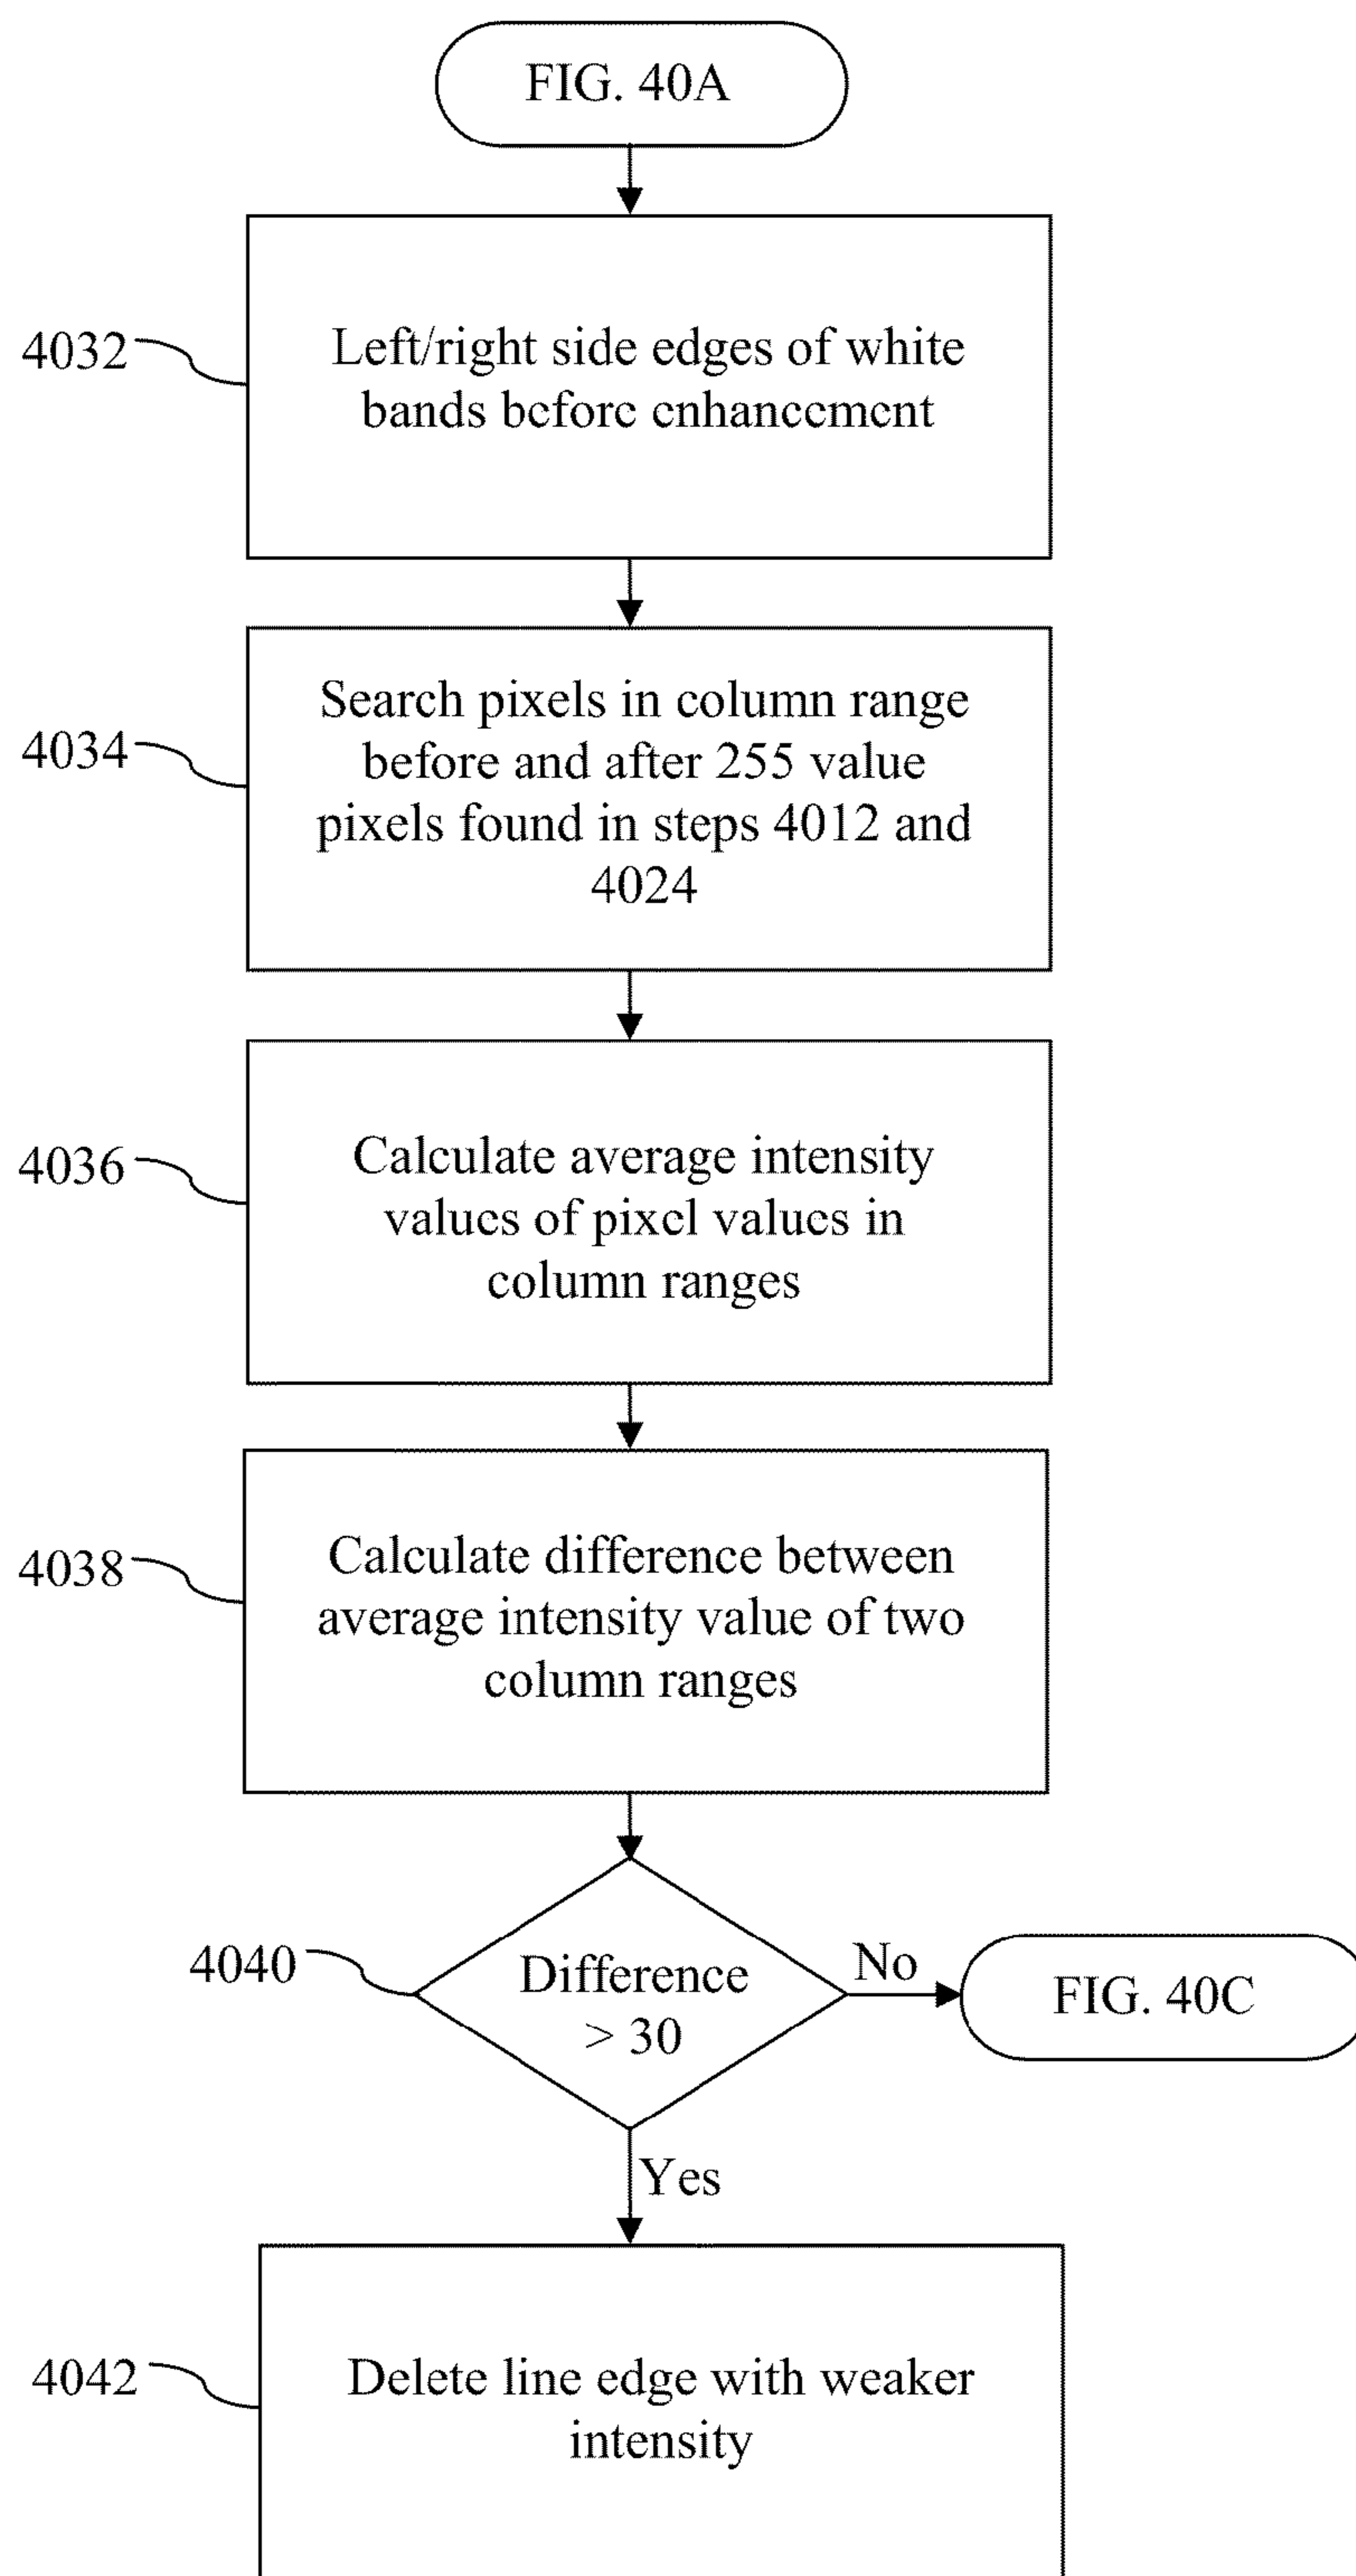 FIG. 40A
4032
Left/right side edges of white
bands before enhancement
4034
Search pixels in column range
before and after 255 value
pixels found in steps 4012 and
4024
4036
Calculate average intensity
values of pixel values in
column ranges
4038
Calculate difference between
average intensity value of two
column ranges
4040
Difference
> 30
No
FIG. 40C
Yes
4042
Delete line edge with weaker
intensity